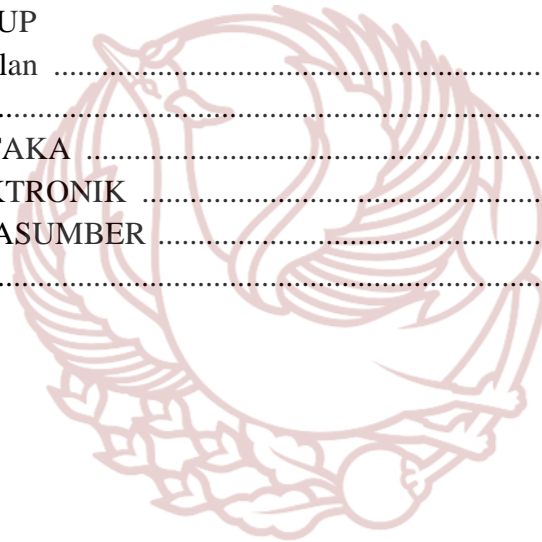 UP
lan ............................................................
............................................................
AKA ............................................................
KTRONIK ............................................................
ASUMBER ............................................................
............................................................